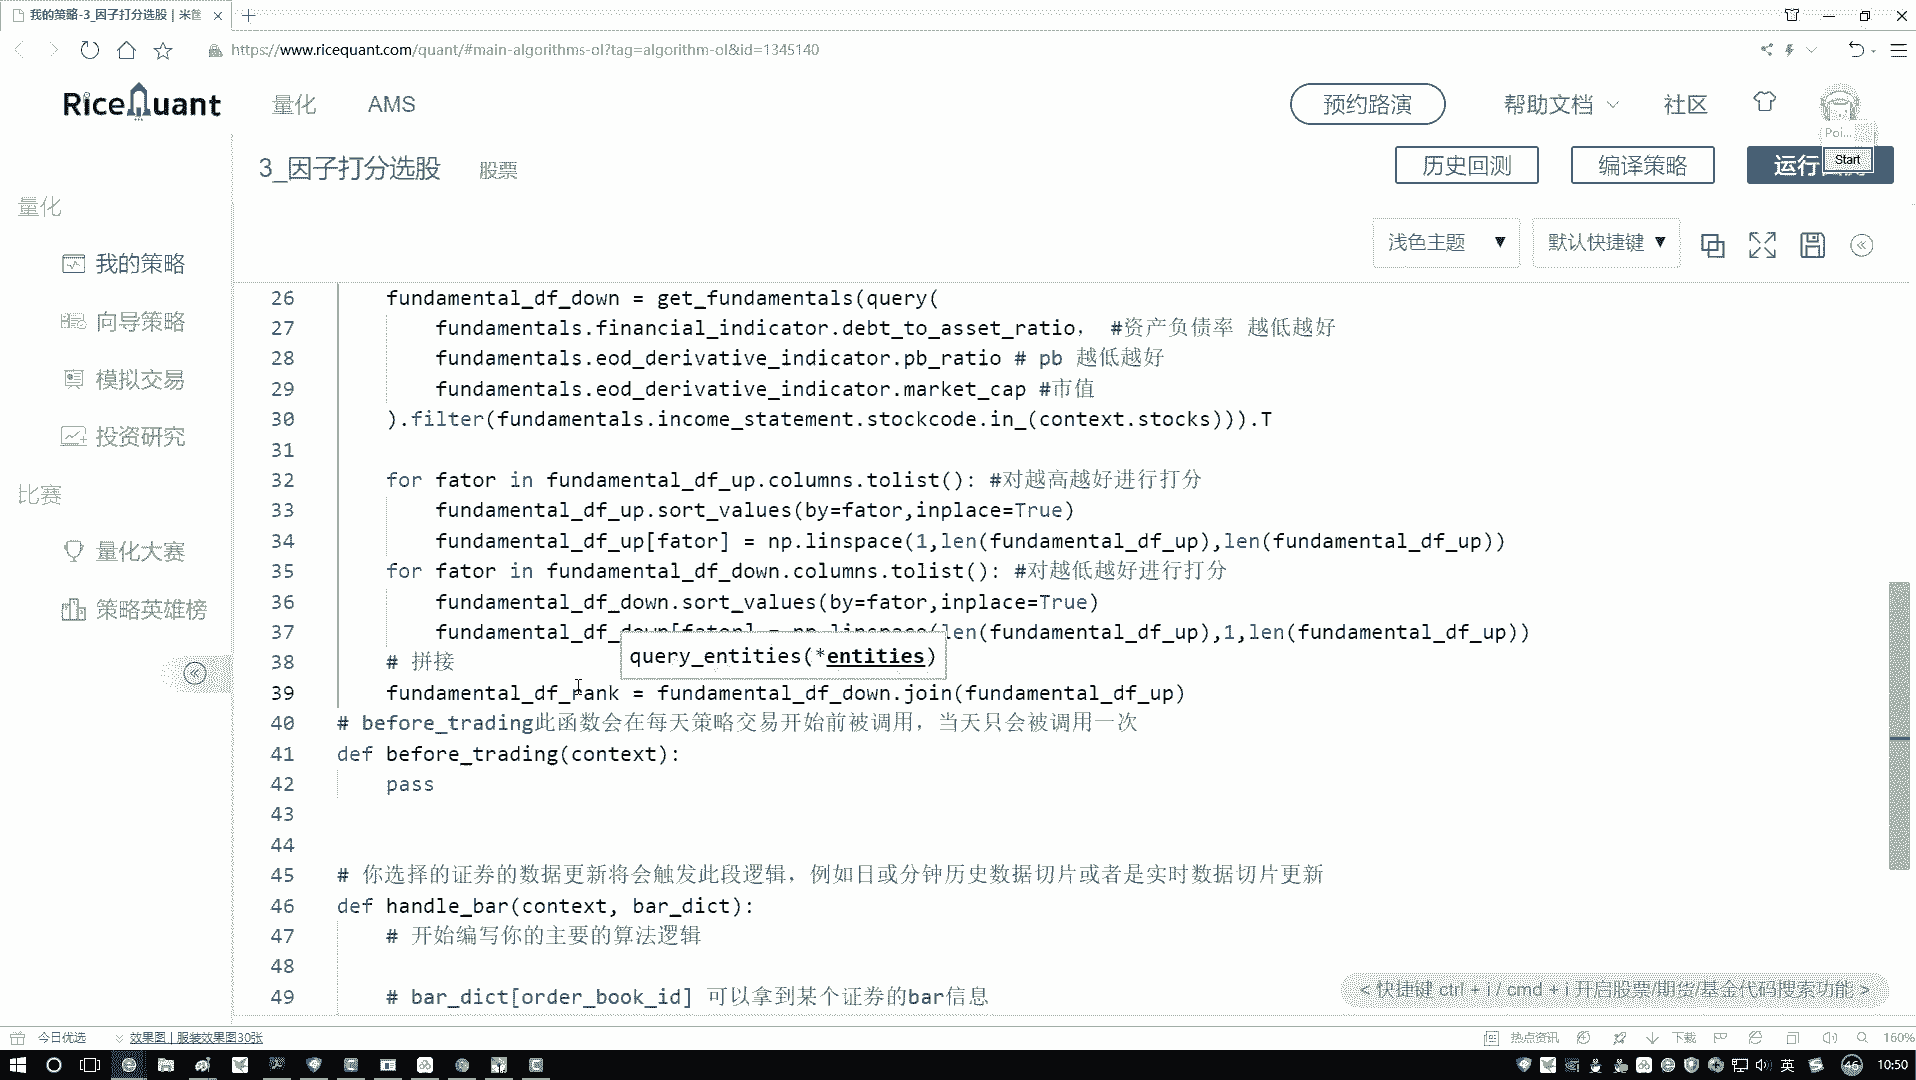 我的策略-3_因子打分选股 | 米筐
https://www.ricequant.com/quant/#main-algorithms-ol?tag=algorithm-ol&id=1345140
RiceQuant
量化
AMS
预约路演
帮助文档
社区
Poi...
3_因子打分选股
股票
历史回测
编译策略
运行
Start
浅色主题
默认快捷键
量化
我的策略
向导策略
模拟交易
投资研究
比赛
量化大赛
策略英雄榜
26 fundamental_df_down = get_fundamentals(query(
27 fundamentals.financial_indicator.debt_to_asset_ratio, #资产负债率 越低越好
28 fundamentals.eod_derivative_indicator.pb_ratio # pb 越低越好
29 fundamentals.eod_derivative_indicator.market_cap #市值
30 ).filter(fundamentals.income_statement.stockcode.in_(context.stocks))).T
31
32 for fator in fundamental_df_up.columns.tolist(): #对越高越好进行打分
33 fundamental_df_up.sort_values(by=fator,inplace=True)
34 fundamental_df_up[fator] = np.linspace(1,len(fundamental_df_up),len(fundamental_df_up))
35 for fator in fundamental_df_down.columns.tolist(): #对越低越好进行打分
36 fundamental_df_down.sort_values(by=fator,inplace=True)
37 fundamental_df_down[fator] = np.linspace(len(fundamental_df_up),1,len(fundamental_df_up))
query_entities(*entities)
38 # 拼接
39 fundamental_df_rank = fundamental_df_down.join(fundamental_df_up)
40 # before_trading此函数会在每天策略交易开始前被调用，当天只会被调用一次
41 def before_trading(context):
42 pass
43
44
45 # 你选择的证券的数据更新将会触发此段逻辑，例如日或分钟历史数据切片或者是实时数据切片更新
46 def handle_bar(context, bar_dict):
47 # 开始编写你的主要的算法逻辑
48
49 # bar_dict[order_book_id] 可以拿到某个证券的bar信息
< 快捷键 ctrl + i / cmd + i 开启股票/期货/基金代码搜索功能 >
今日优选
效果图 | 服装效果图30张
热点资讯
下载
160%
英
46
10:50